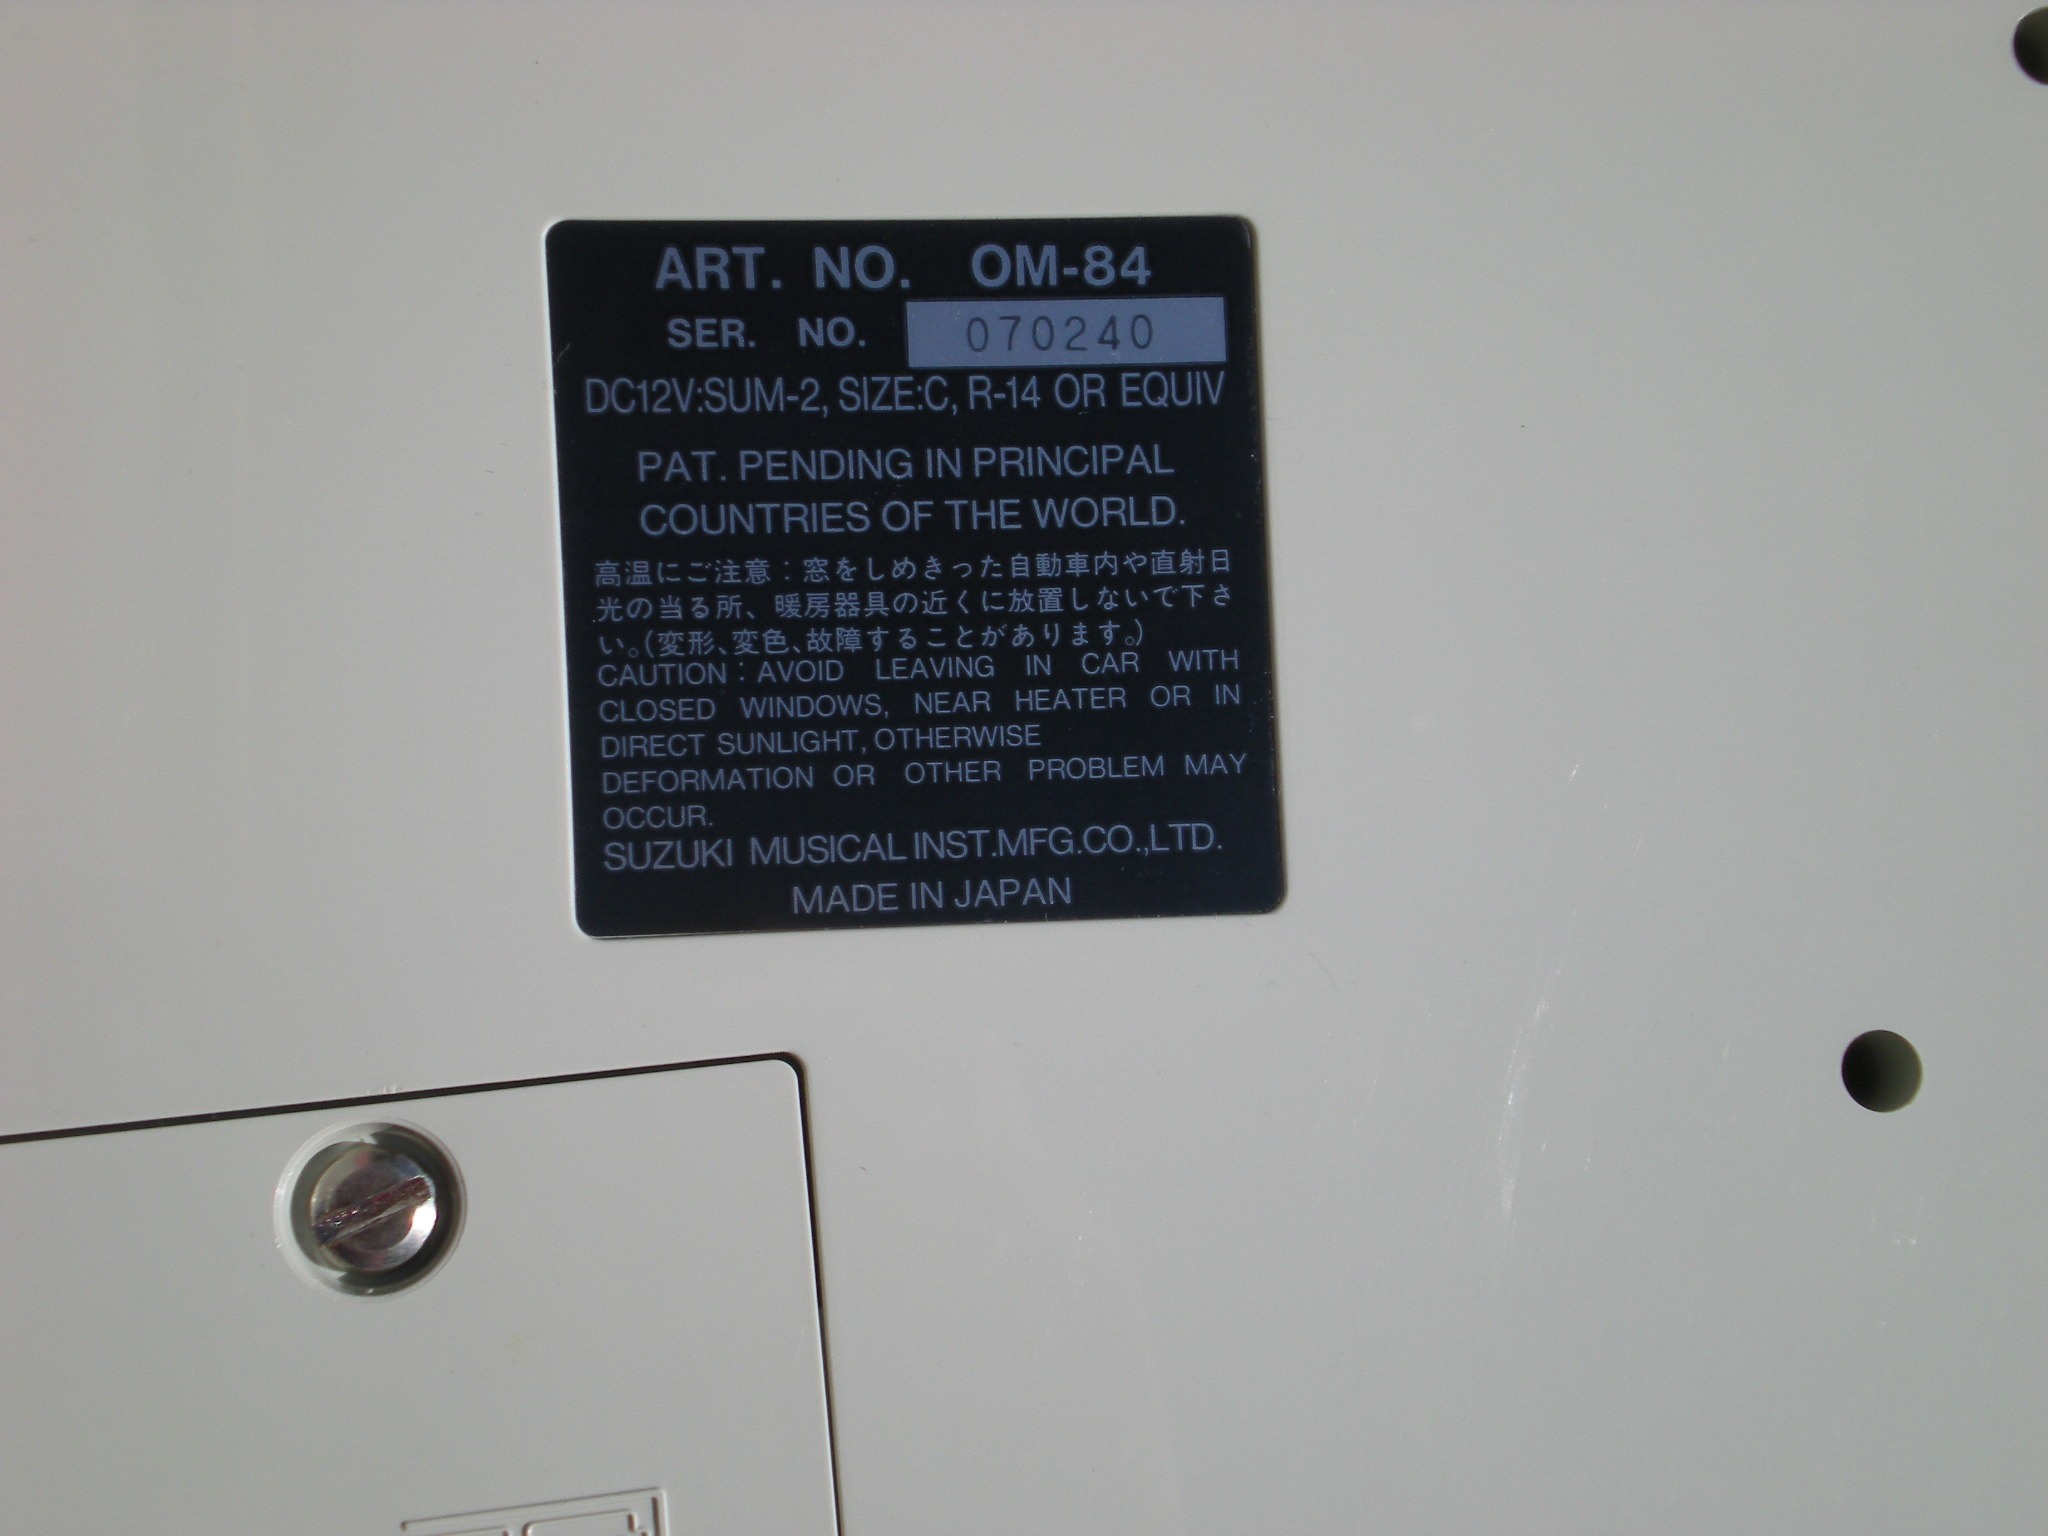 ART. NO. OM-84
SER. NO. 070240
DC12V:SUM-2, SIZE:C, R-14 OR EQUIV
PAT. PENDING IN PRINCIPAL
COUNTRIES OF THE WORLD.
高温にご注意：窓をしめきった自動車内や直射日
光の当る所、暖房器具の近くに放置しないで下さ
い。(変形、変色、故障することがあります。)
CAUTION : AVOID LEAVING IN CAR WITH
CLOSED WINDOWS, NEAR HEATER OR IN
DIRECT SUNLIGHT, OTHERWISE
DEFORMATION OR OTHER PROBLEM MAY
OCCUR.
SUZUKI MUSICAL INST.MFG.CO.,LTD.
MADE IN JAPAN